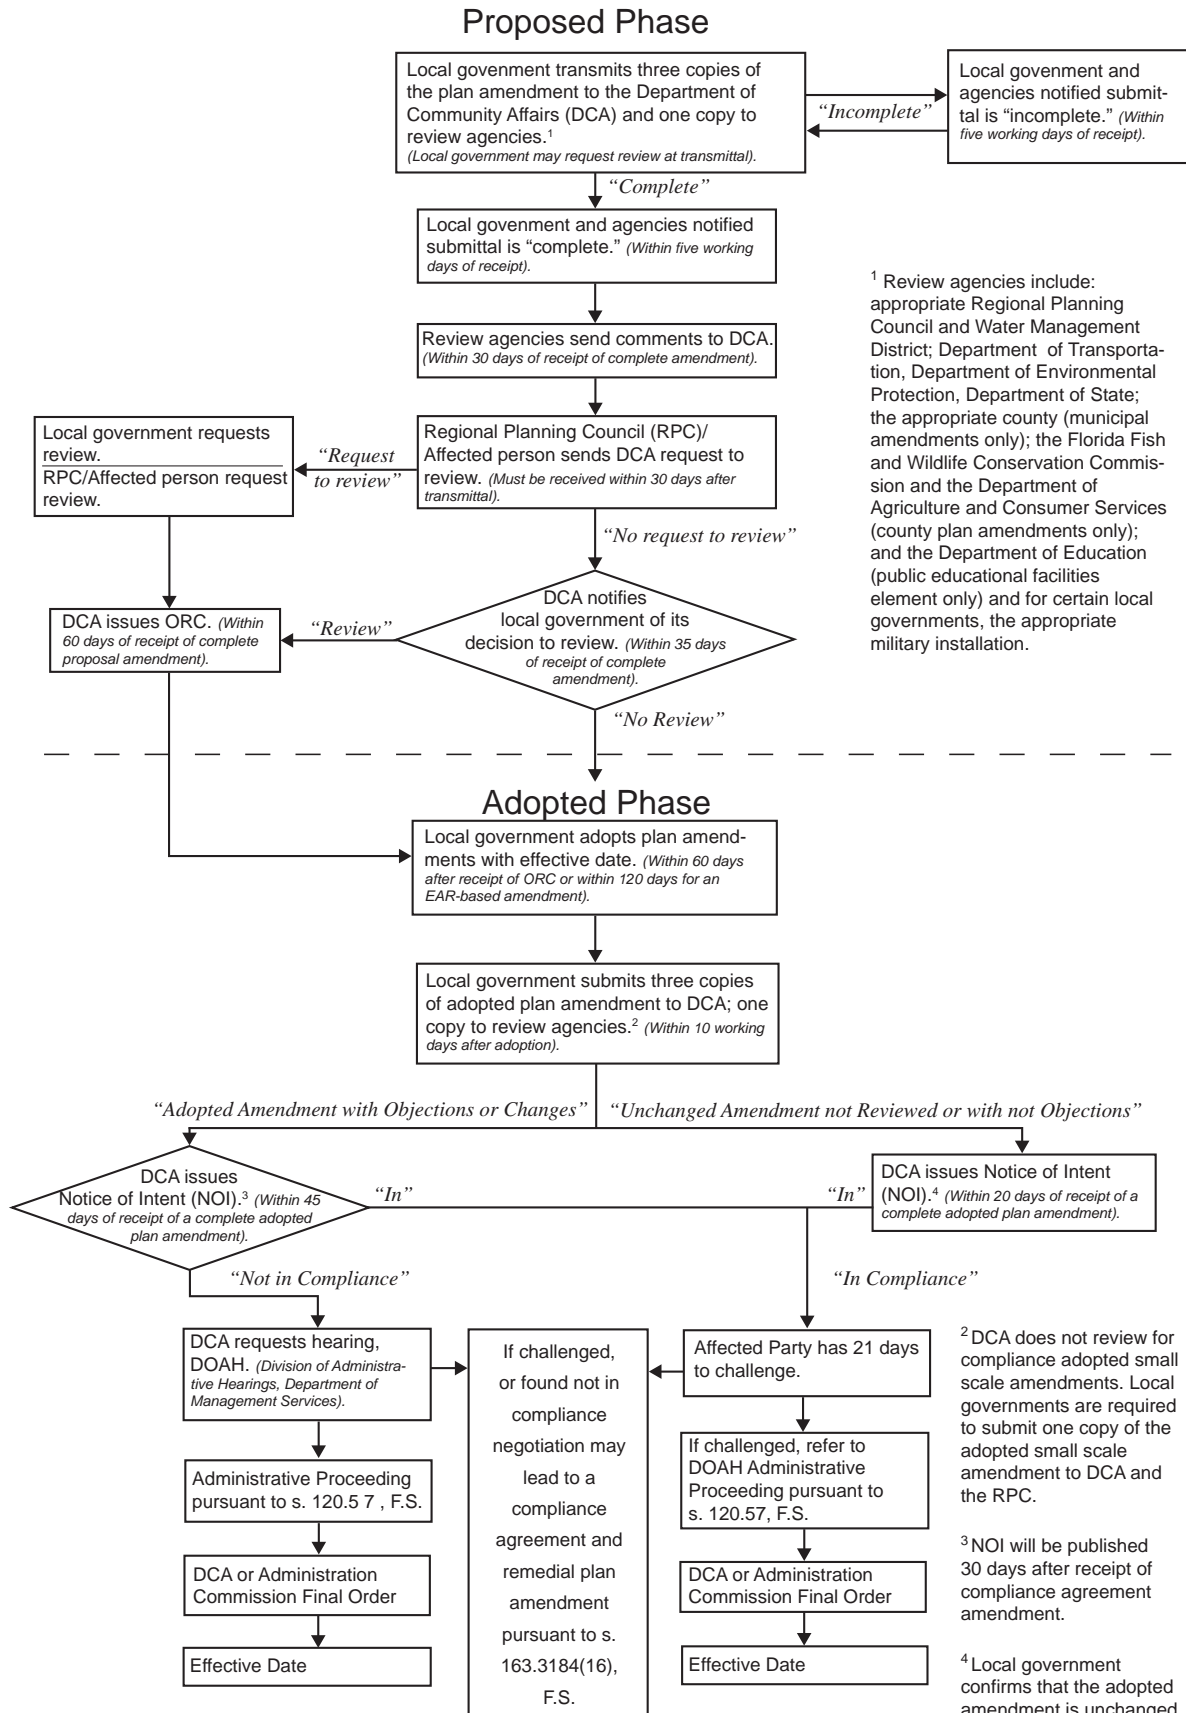 Proposed Phase
Local govenment transmits three copies of
the plan amendment to the Department of
Community Affairs (DCA) and one copy to
review agencies.1
(Local government may request review at transmittal).
“Incomplete”
Local govenment and
agencies notified submit-
tal is “incomplete.” (Within
five working days of receipt).
“Complete”
Local govenment and agencies notified
submittal is “complete.” (Within five working
days of receipt).
Review agencies send comments to DCA.
(Within 30 days of receipt of complete amendment).
1 Review agencies include:
appropriate Regional Planning
Council and Water Management
District; Department of Transporta-
tion, Department of Environmental
Protection, Department of State;
the appropriate county (municipal
amendments only); the Florida Fish
and Wildlife Conservation Commis-
sion and the Department of
Agriculture and Consumer Services
(county plan amendments only);
and the Department of Education
(public educational facilities
element only) and for certain local
governments, the appropriate
military installation.
Regional Planning Council (RPC)/
Affected person sends DCA request to
review. (Must be received within 30 days after
transmittal).
“Request
to review”
Local government requests
review.
RPC/Affected person request
review.
“No request to review”
DCA notifies
local government of its
decision to review. (Within 35 days
of receipt of complete
amendment).
“Review”
DCA issues ORC. (Within
60 days of receipt of complete
proposal amendment).
“No Review”
Adopted Phase
Local government adopts plan amend-
ments with effective date. (Within 60 days
after receipt of ORC or within 120 days for an
EAR-based amendment).
Local government submits three copies
of adopted plan amendment to DCA; one
copy to review agencies.2 (Within 10 working
days after adoption).
“Adopted Amendment with Objections or Changes”
“Unchanged Amendment not Reviewed or with not Objections”
DCA issues
Notice of Intent (NOI).3 (Within 45
days of receipt of a complete adopted
plan amendment).
“In”
“In”
DCA issues Notice of Intent
(NOI).4 (Within 20 days of receipt of a
complete adopted plan amendment).
“Not in Compliance”
“In Compliance”
DCA requests hearing,
DOAH. (Division of Administra-
tive Hearings, Department of
Management Services).
Administrative Proceeding
pursuant to s. 120.5 7 , F.S.
DCA or Administration
Commission Final Order
Effective Date
If challenged,
or found not in
compliance
negotiation may
lead to a
compliance
agreement and
remedial plan
amendment
pursuant to s.
163.3184(16),
F.S.
Affected Party has 21 days
to challenge.
If challenged, refer to
DOAH Administrative
Proceeding pursuant to
s. 120.57, F.S.
DCA or Administration
Commission Final Order
Effective Date
2 DCA does not review for
compliance adopted small
scale amendments. Local
governments are required
to submit one copy of the
adopted small scale
amendment to DCA and
the RPC.
3 NOI will be published
30 days after receipt of
compliance agreement
amendment.
4 Local government
confirms that the adopted
amendment is unchanged